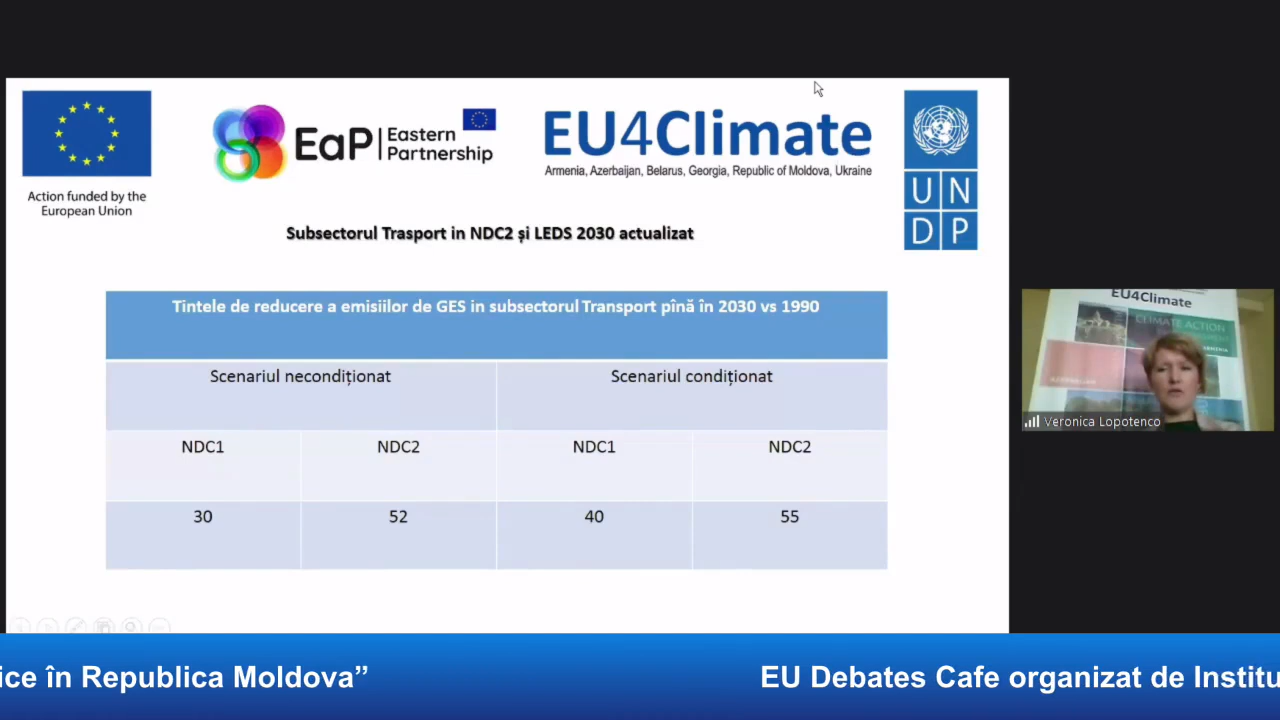 Action funded by the
European Union
EaP
Eastern
Partnership
EU4Climate
Armenia, Azerbaijan, Belarus, Georgia, Republic of Moldova, Ukraine
U N
D P
Subsectorul Trasport in NDC2 și LEDS 2030 actualizat
Tintele de reducere a emisiilor de GES in subsectorul Transport pînă în 2030 vs 1990
Scenariul necondiționat
Scenariul condiționat
NDC1
NDC2
NDC1
NDC2
30
52
40
55
EU4Climate
CLIMATE ACTION
ARMENIA
Veronica Lopotenco
ice în Republica Moldova”
EU Debates Cafe organizat de Institu